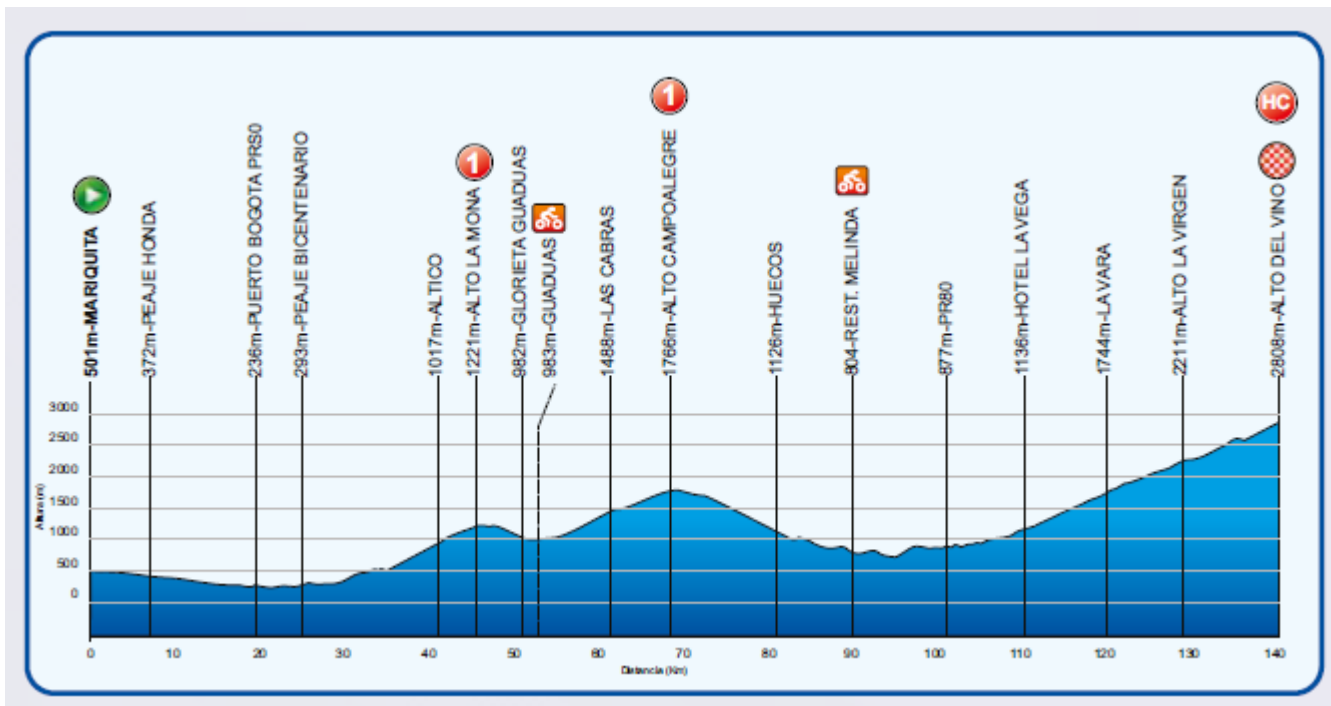 1
HC
1
501m-MARIQUITA
372m-PEAJE HONDA
236m-PUERTO BOGOTA PRS0
293m-PEAJE BICENTENARIO
1017m-ALTICO
1221m-ALTO LA MONA
982m-GLORIETA GUADUAS
983m-GUADUAS
1488m-LAS CABRAS
1766m-ALTO CAMPOALEGRE
1126m-HUECOS
804-REST. MELINDA
877m-PR80
1136m-HOTEL LA VEGA
1744m-LA VARA
2211m-ALTO LA VIRGEN
2808m-ALTO DEL VINO
3000
2500
2000
1500
1000
500
0
Altura (m)
0 10 20 30 40 50 60 70 80 90 100 110 120 130 140
Distancia (Km)